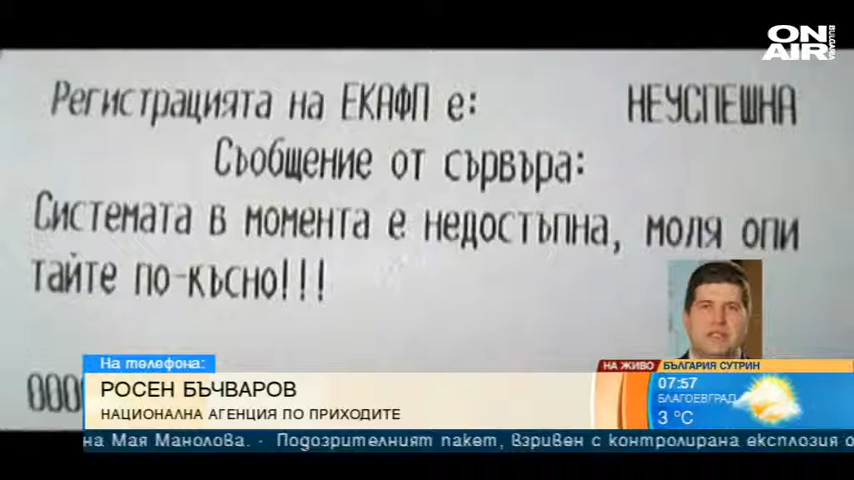 ON AIR BULGARIA
Регистрацията на ЕКАФП е: НЕУСПЕШНА
Съобщение от сървъра:
Системата в момента е недостъпна, моля опи
тайте по-късно!!!
000
На телефона:
РОСЕН БЪЧВАРОВ
НАЦИОНАЛНА АГЕНЦИЯ ПО ПРИХОДИТЕ
НА ЖИВО БЪЛГАРИЯ СУТРИН
07:57
БЛАГОЕВГРАД
3 °C
на Мая Манолова. · Подозрителният пакет, взривен с контролирана експлозия о